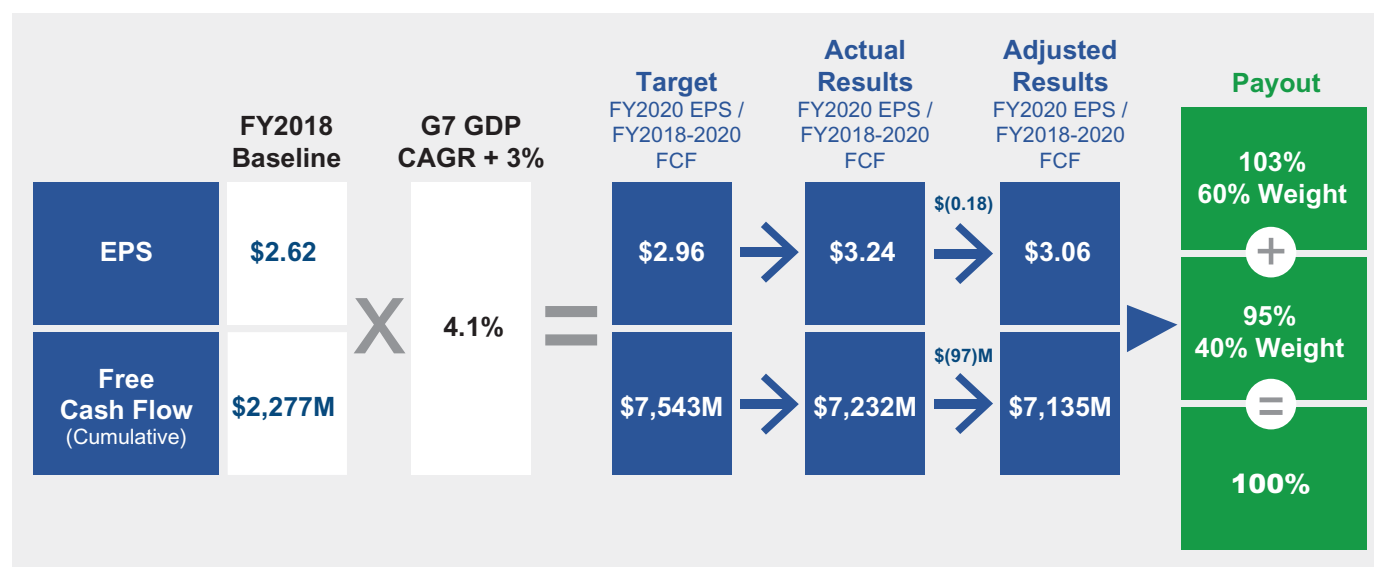 FY2018
Baseline
G7 GDP
CAGR + 3%
Target
FY2020 EPS /
FY2018-2020
FCF
Actual
Results
FY2020 EPS /
FY2018-2020
FCF
Adjusted
Results
FY2020 EPS /
FY2018-2020
FCF
Payout
EPS
$2.62
X
4.1%
=
$2.96
$3.24
$(0.18)
$3.06
103%
60% Weight
+
Free
Cash Flow
(Cumulative)
$2,277M
$7,543M
$7,232M
$(97)M
$7,135M
95%
40% Weight
=
100%